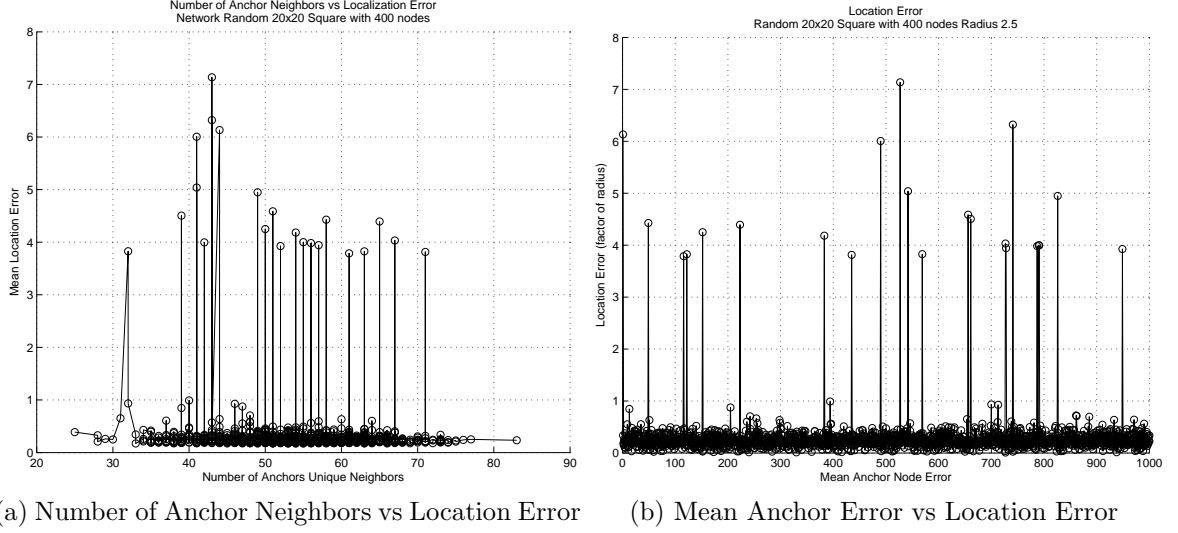 Number of Anchor Neighbors vs Localization Error
Network Random 20x20 Square with 400 nodes
8
7
6
5
4
3
2
1
0
Mean Location Error
20 30 40 50 60 70 80 90
Number of Anchors Unique Neighbors
(a) Number of Anchor Neighbors vs Location Error
Location Error
Random 20x20 Square with 400 nodes Radius 2.5
8
7
6
5
4
3
2
1
0
Location Error (factor of radius)
0 100 200 300 400 500 600 700 800 900 1000
Mean Anchor Node Error
(b) Mean Anchor Error vs Location Error